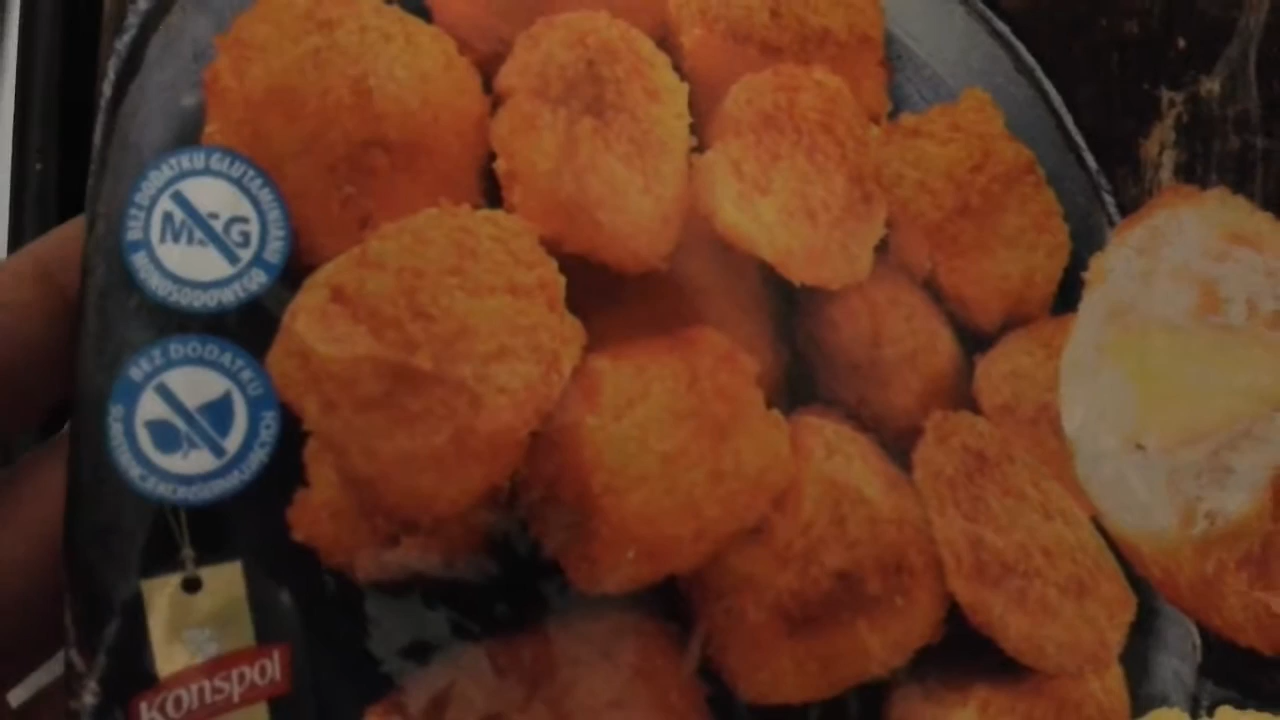 BEZ DODATKU GLUTAMINIANU
MONOSODOWEGO
MSG
BEZ DODATKU
Konspol